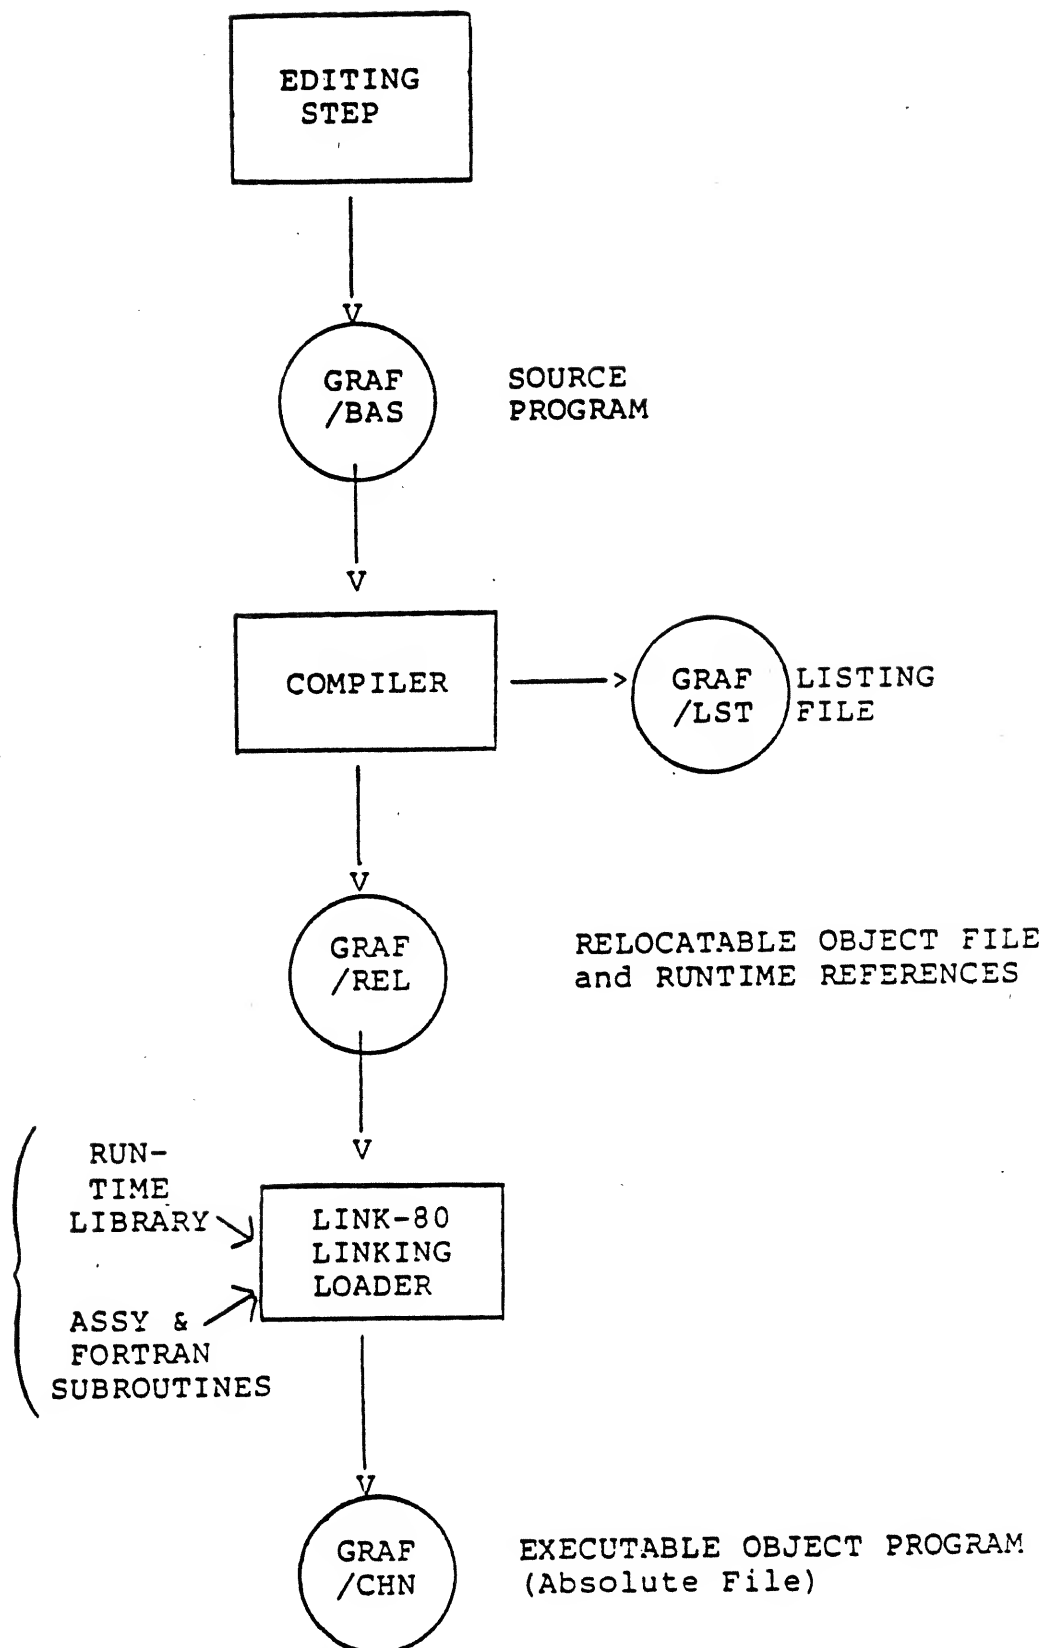 EDITING
STEP
GRAF
/BAS
SOURCE
PROGRAM
COMPILER
GRAF
/LST
LISTING
FILE
GRAF
/REL
RELOCATABLE OBJECT FILE
and RUNTIME REFERENCES
RUN-
TIME
LIBRARY
ASSY &
FORTRAN
SUBROUTINES
LINK-80
LINKING
LOADER
GRAF
/CHN
EXECUTABLE OBJECT PROGRAM
(Absolute File)